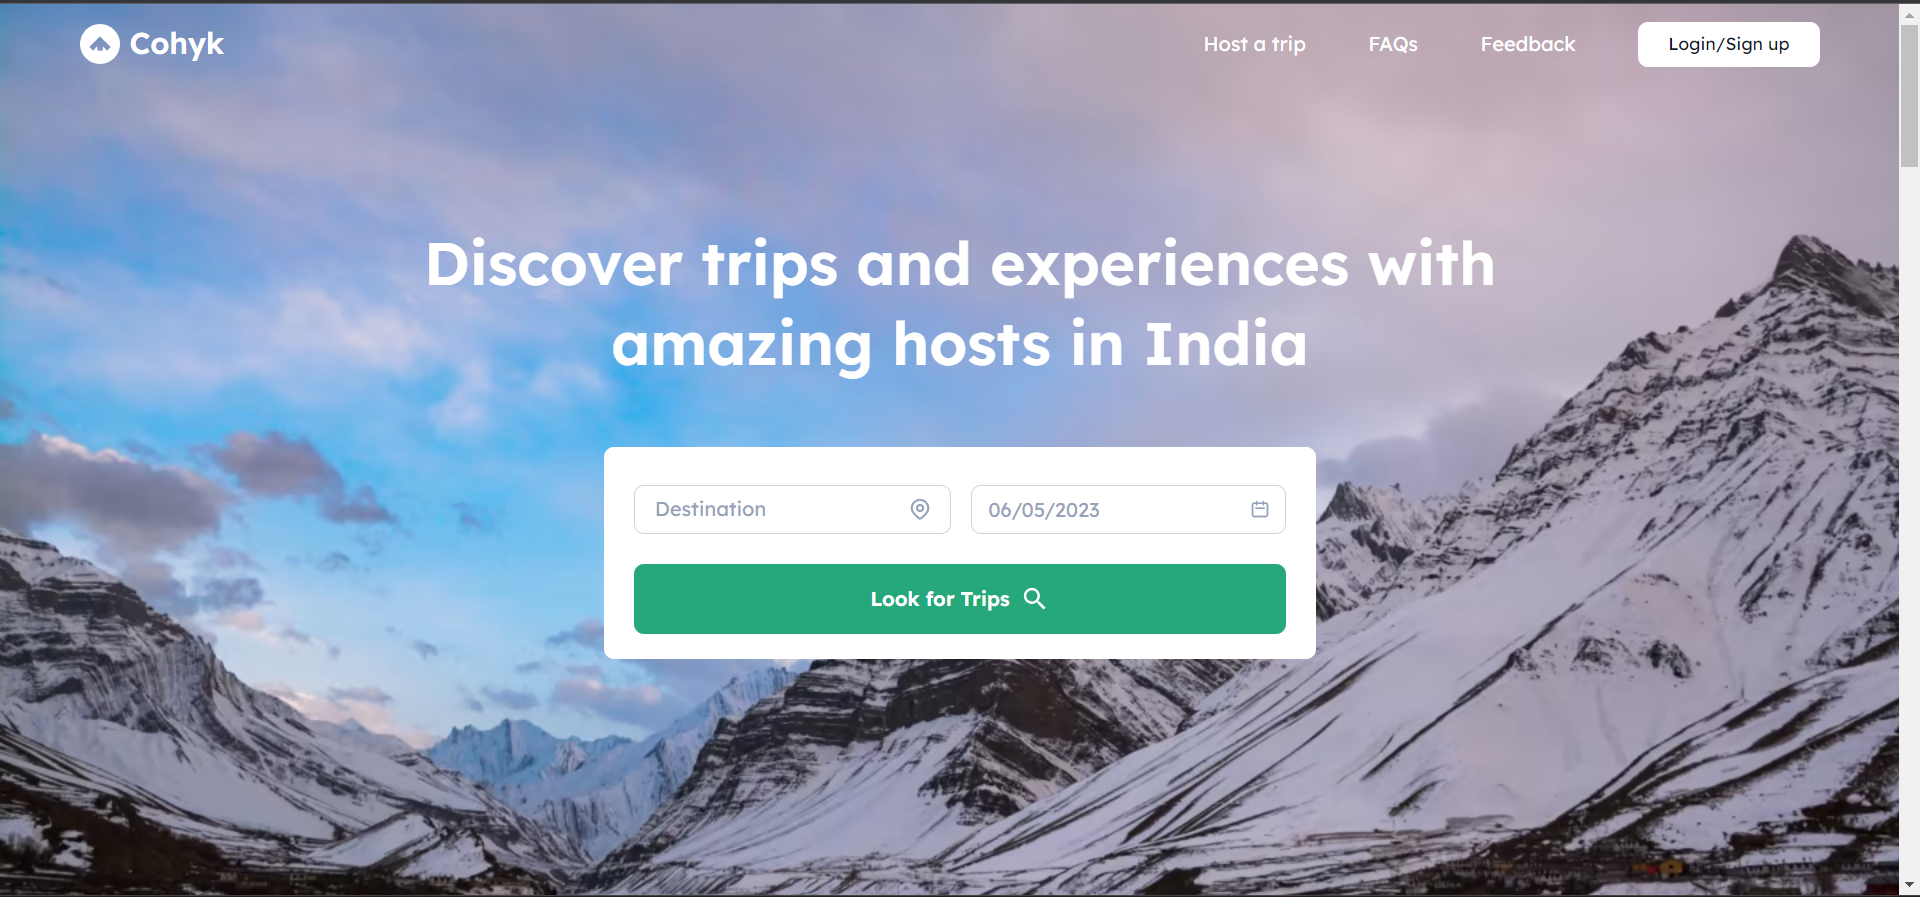 Cohyk
Host a trip
FAQs
Feedback
Login/Sign up
Discover trips and experiences with
amazing hosts in India
Destination
06/05/2023
Look for Trips